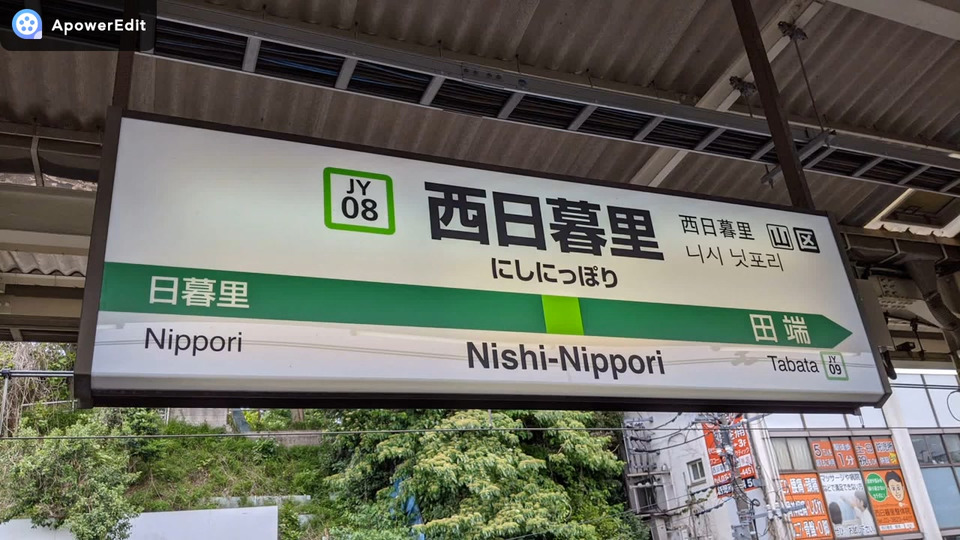 ApowerEdit
JY
08
西日暮里
にしにっぽり
西日暮里
니시 닛포리
山 区
日暮里
田端
Nippori
Nishi-Nippori
Tabata
JY
09